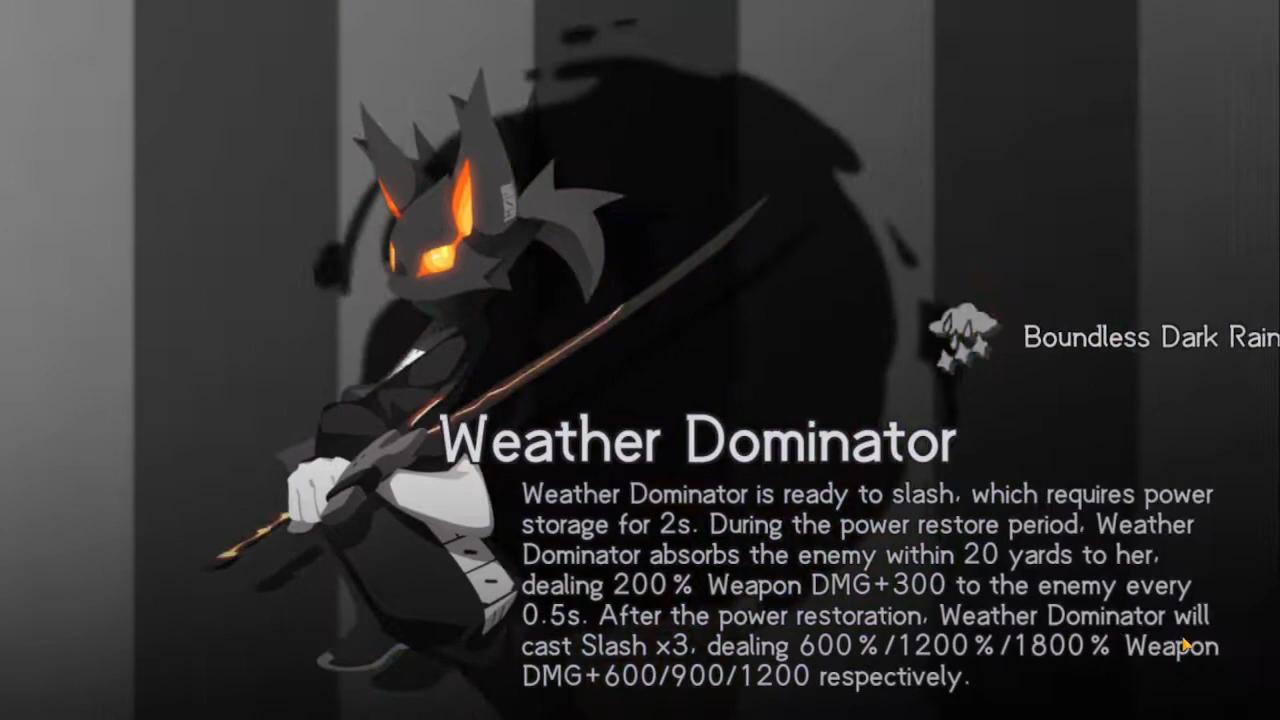 Boundless Dark Rain
Weather Dominator
Weather Dominator is ready to slash, which requires power
storage for 2s. During the power restore period, Weather
Dominator absorbs the enemy within 20 yards to her,
dealing 200% Weapon DMG+300 to the enemy every
0.5s. After the power restoration, Weather Dominator will
cast Slash ×3, dealing 600%/1200%/1800% Weapon
DMG+600/900/1200 respectively.